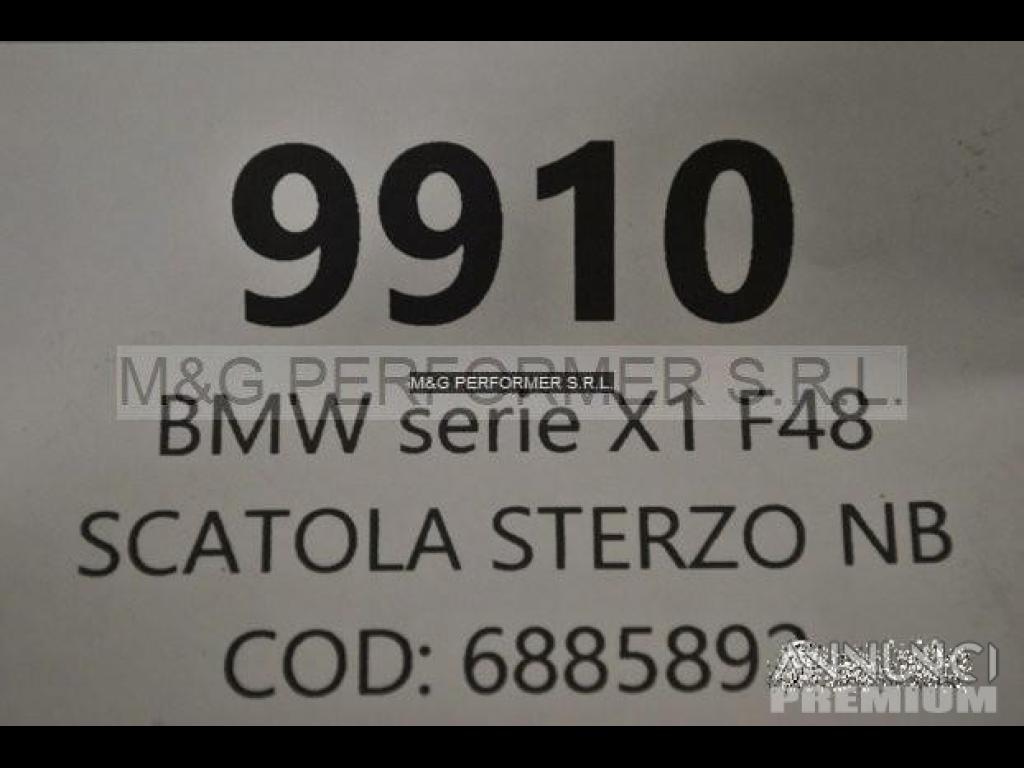 9910
M&G PERFORMER S.R.L.
M&G PERFORMER S.R.L.
BMW serie X1 F48
SCATOLA STERZO NB
COD:
ANNUNCI
PREMIUM